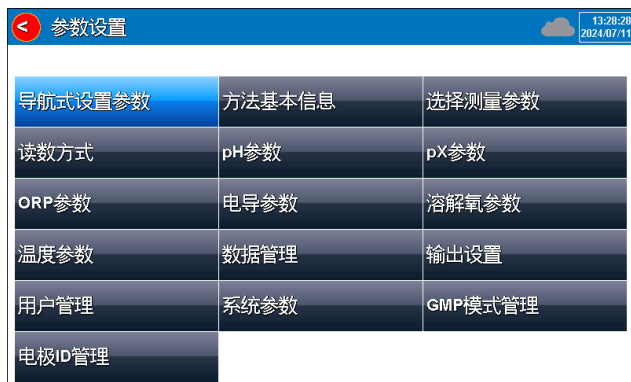 参数设置
13:28:28
2024/07/11
导航式设置参数 方法基本信息 选择测量参数
读数方式 pH参数 pX参数
ORP参数 电导参数 溶解氧参数
温度参数 数据管理 输出设置
用户管理 系统参数 GMP模式管理
电极ID管理